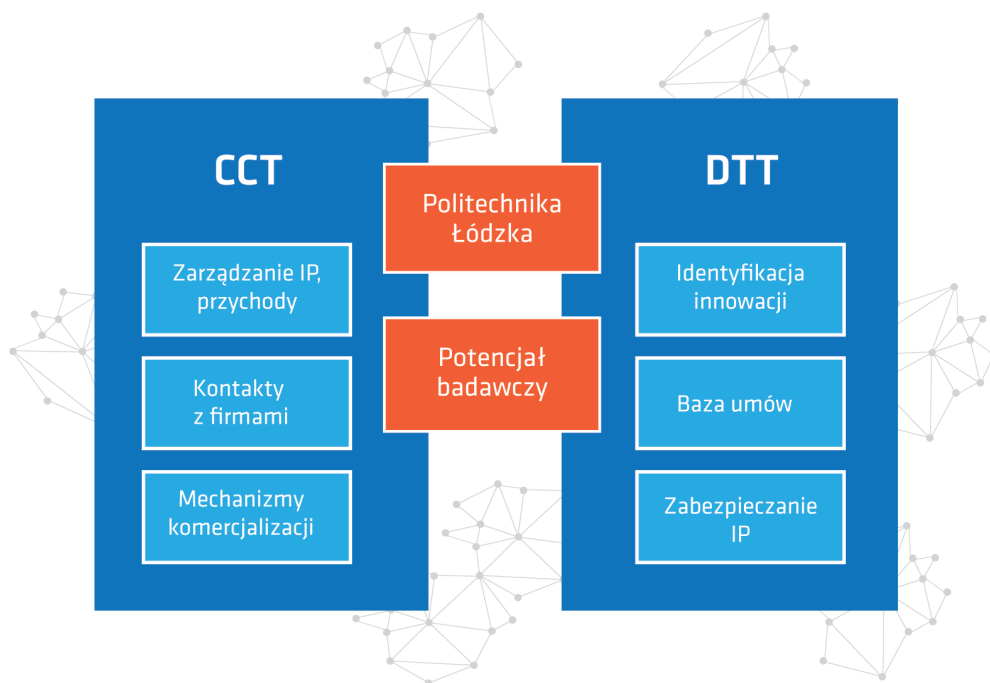 CCT
Zarządzanie IP,
przychody
Kontakty
z firmami
Mechanizmy
komercjalizacji
Politechnika
Łódzka
Potencjał
badawczy
DTT
Identyfikacja
innowacji
Baza umów
Zabezpieczanie
IP